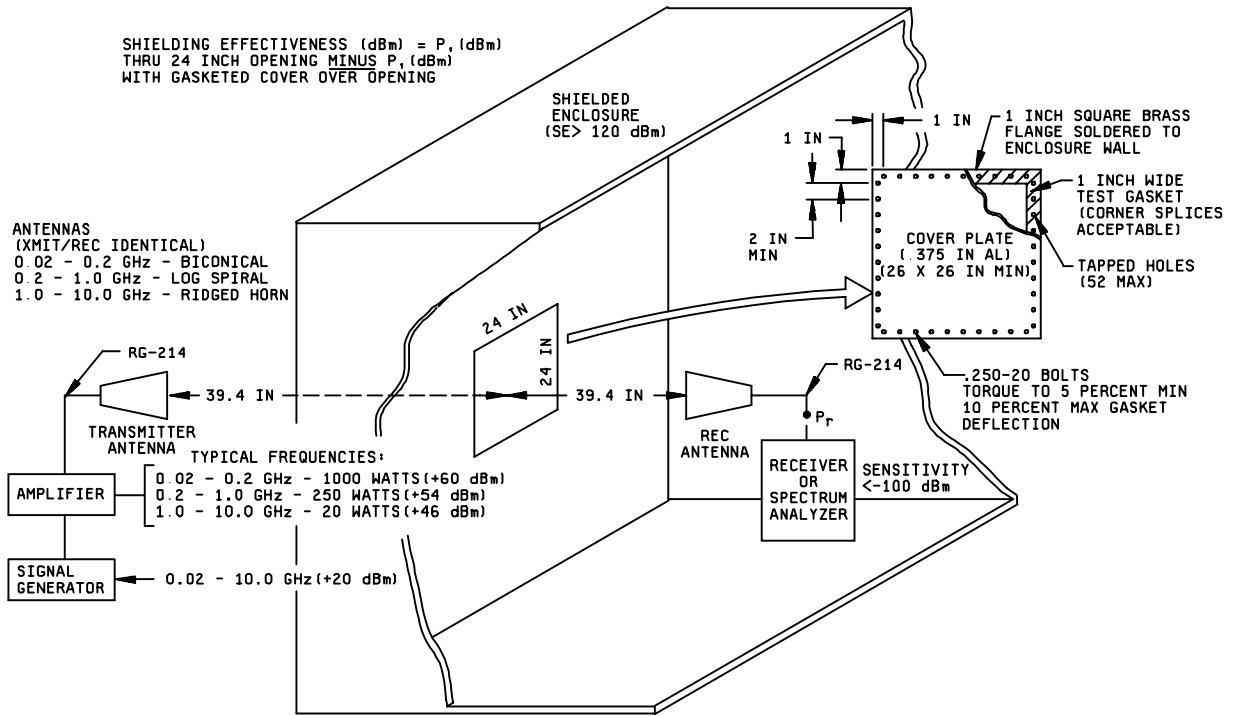 SHIELDING EFFECTIVENESS (dBm) = P, (dBm)
THRU 24 INCH OPENING MINUS P, (dBm)
WITH GASKETED COVER OVER OPENING
SHIELDED
ENCLOSURE
(SE> 120 dBm)
1 IN
1 IN
2 IN
MIN
1 INCH SQUARE BRASS
FLANGE SOLDERED TO
ENCLOSURE WALL
1 INCH WIDE
TEST GASKET
(CORNER SPLICES
ACCEPTABLE)
COVER PLATE
(.375 IN AL)
(26 X 26 IN MIN)
TAPPED HOLES
(52 MAX)
ANTENNAS
(XMIT/REC IDENTICAL)
0.02 - 0.2 GHz - BICONICAL
0.2 - 1.0 GHz - LOG SPIRAL
1.0 - 10.0 GHz - RIDGED HORN
24 IN
24 IN
RG-214
39.4 IN
39.4 IN
RG-214
.250-20 BOLTS
TORQUE TO 5 PERCENT MIN
10 PERCENT MAX GASKET
DEFLECTION
TRANSMITTER
ANTENNA
REC
ANTENNA
Pr
TYPICAL FREQUENCIES:
0.02 - 0.2 GHz - 1000 WATTS(+60 dBm)
0.2 - 1.0 GHz - 250 WATTS(+54 dBm)
1.0 - 10.0 GHz - 20 WATTS(+46 dBm)
AMPLIFIER
RECEIVER
OR
SPECTRUM
ANALYZER
SENSITIVITY
<-100 dBm
SIGNAL
GENERATOR
0.02 - 10.0 GHz(+20 dBm)